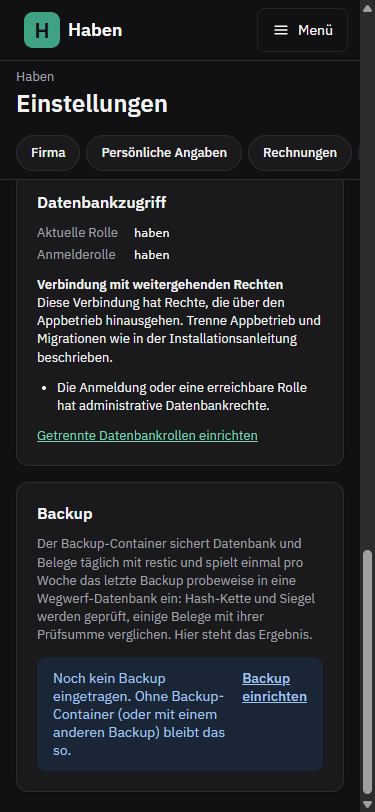 H Haben
Menü
Haben
Einstellungen
Firma
Persönliche Angaben
Rechnungen
Datenbankzugriff
Aktuelle Rolle haben
Anmelderolle haben
Verbindung mit weitergehenden Rechten
Diese Verbindung hat Rechte, die über den
Appbetrieb hinausgehen. Trenne Appbetrieb und
Migrationen wie in der Installationsanleitung
beschrieben.
• Die Anmeldung oder eine erreichbare Rolle
hat administrative Datenbankrechte.
Getrennte Datenbankrollen einrichten
Backup
Der Backup-Container sichert Datenbank und
Belege täglich mit restic und spielt einmal pro
Woche das letzte Backup probeweise in eine
Wegwerf-Datenbank ein: Hash-Kette und Siegel
werden geprüft, einige Belege mit ihrer
Prüfsumme verglichen. Hier steht das Ergebnis.
Noch kein Backup
eingetragen. Ohne Backup-
Container (oder mit einem
anderen Backup) bleibt das
so.
Backup
einrichten